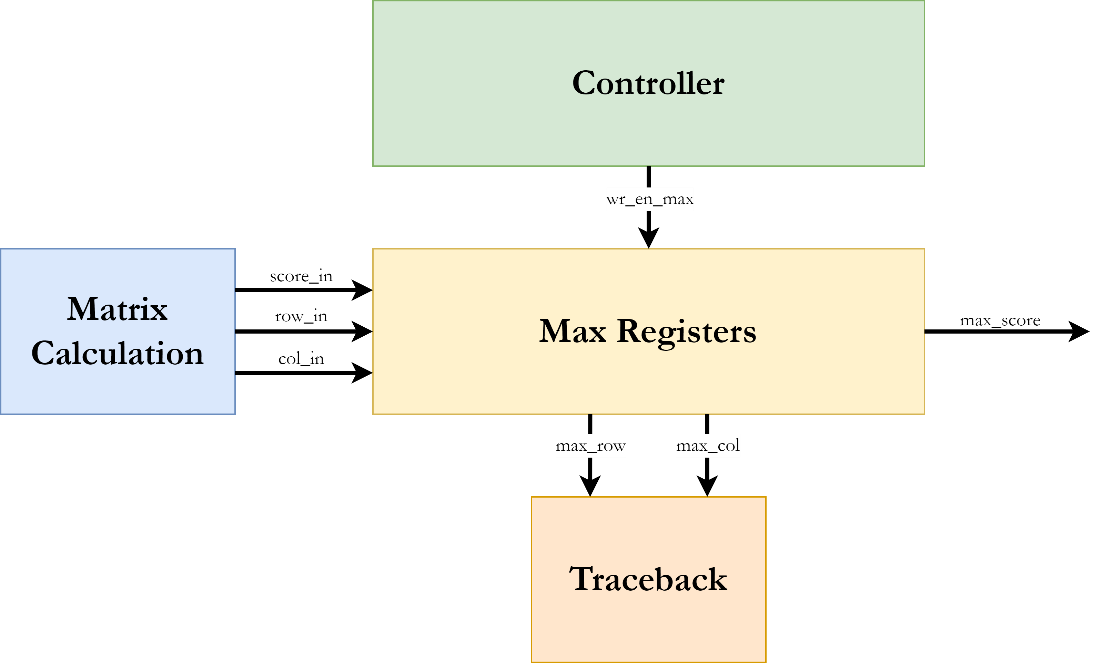 Controller
wr_en_max
score_in
row_in
col_in
Matrix
Calculation
Max Registers
max_score
max_row
max_col
Traceback